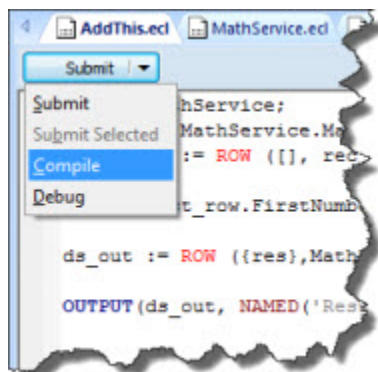 AddThis.ecl MathService.ecl
Submit
Submit hService;
Submit Selected MathService.Ma
Compile := ROW ([], rec
Debug t_row.FirstNumb
ds_out := ROW ({res},Math
OUTPUT(ds_out, NAMED('Res